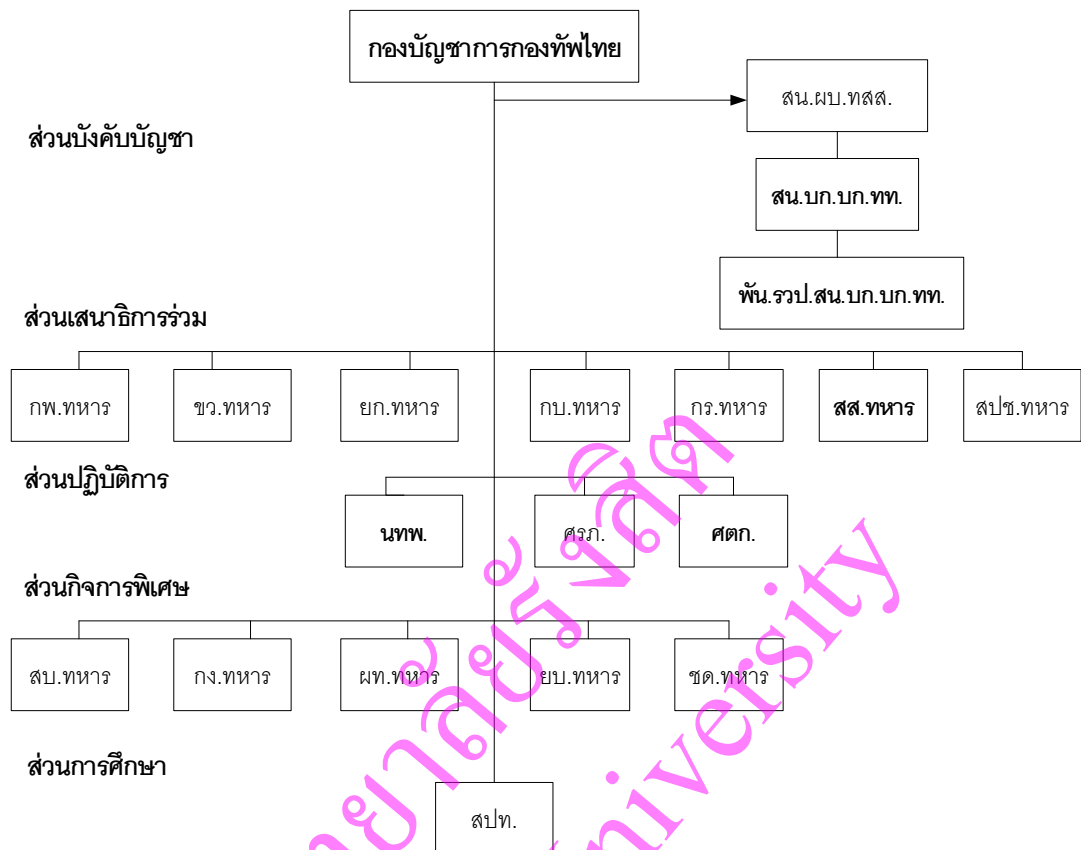 กองบัญชาการกองทัพไทย
สน.ผบ.ทสส.
ส่วนบังคับบัญชา
สน.บก.บก.ทท.
พัน.รวป.สน.บก.บก.ทท.
ส่วนเสนาธิการร่วม
กพ.ทหาร ขว.ทหาร ยก.ทหาร กบ.ทหาร กร.ทหาร สส.ทหาร สปช.ทหาร
ส่วนปฏิบัติการ
นทพ. ศรภ. ศตก.
ส่วนกิจการพิเศษ
สบ.ทหาร กง.ทหาร ผท.ทหาร ยบ.ทหาร ชด.ทหาร
ส่วนการศึกษา
สปท.
ยาลัยรังสิต
University